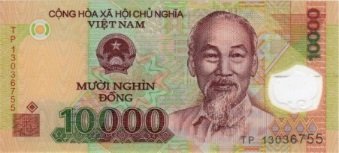 CỘNG HÒA XÃ HỘI CHỦ NGHĨA
VIỆT NAM
10000
TP 13036755
MƯỜI NGHÌN
ĐỒNG
10000
TP 13036755